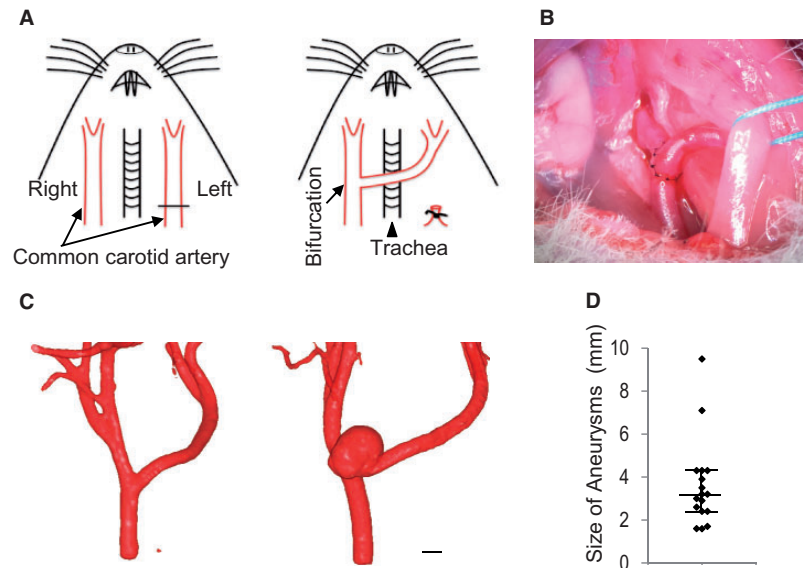 A
Right
Left
Common carotid artery
Bifurcation
Trachea
B
C
D
Size of Aneurysms (mm)
10
8
6
4
2
0